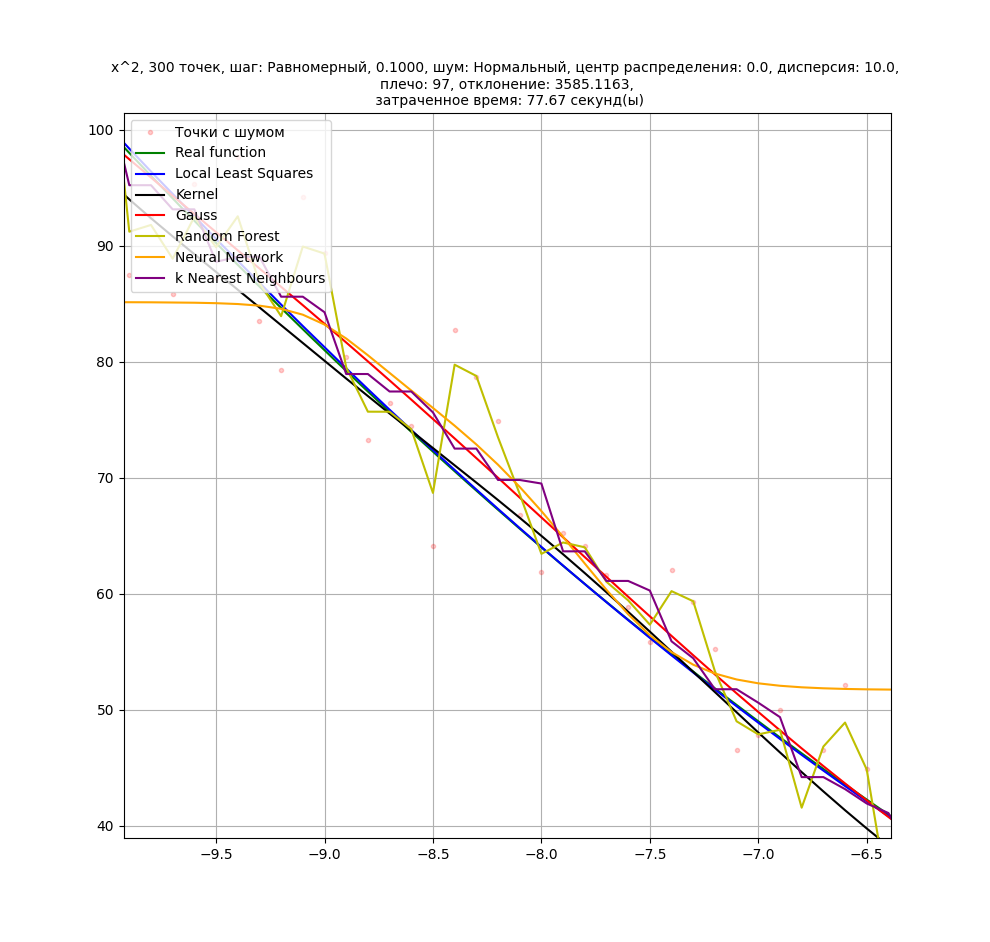 x^2, 300 точек, шаг: Равномерный, 0.1000, шум: Нормальный, центр распределения: 0.0, дисперсия: 10.0,
плечо: 97, отклонение: 3585.1163,
затраченное время: 77.67 секунд(ы)
Точки с шумом
Real function
Local Least Squares
Kernel
Gauss
Random Forest
Neural Network
k Nearest Neighbours
100
90
80
70
60
50
40
−9.5 −9.0 −8.5 −8.0 −7.5 −7.0 −6.5